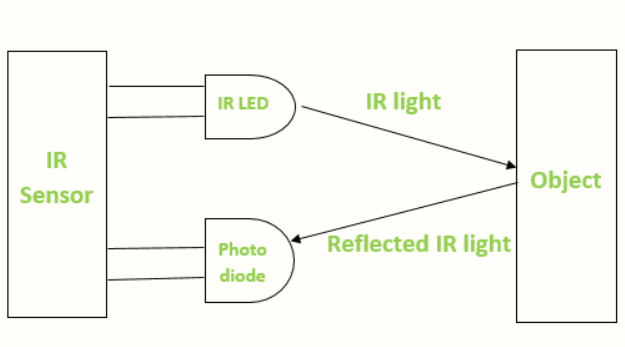 IR
Sensor
IR LED
IR light
Object
Photo
diode
Reflected IR light